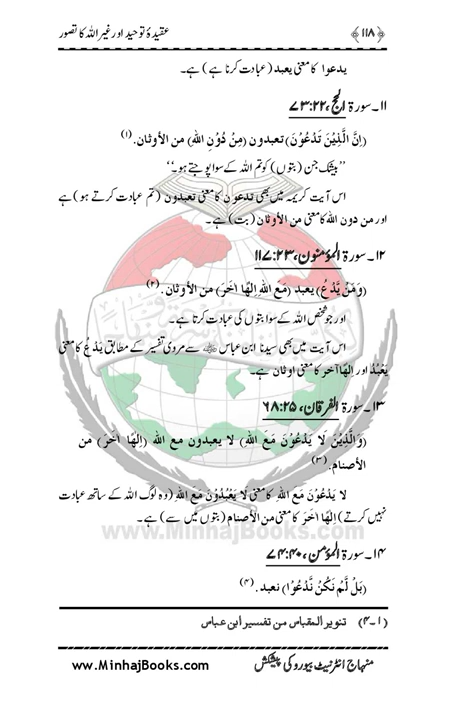 ﴿۱۱۸﴾ عقیدۂ توحید اور غیر اللہ کا تصور
یدعوا کا معنی یعبد (عبادت کرنا ہے) ہے۔
۱۱۔ سورۃ الحج، ۲۲:۷۳
(اِنَّ الَّذِیْنَ تَدْعُوْنَ) تعبدون (مِنْ دُوْنِ اللهِ) من الأوثان. (۱)
’’بیشک جن (بتوں) کو تم اللہ کے سوا پوجتے ہو۔‘‘
اس آیت کریمہ میں بھی تدعون کا معنی تعبدون (تم عبادت کرتے ہو) ہے
اور من دون الله کا معنی من الأوثان (بت) ہے۔
۱۲۔ سورۃ المؤمنون، ۲۳:۱۱۷
(وَمَنْ یَّدْعُ) یعبد (مَعَ اللهِ اِلٰهًا اٰخَرَ) من الأوثان. (۲)
اور جو شخص اللہ کے سوا بتوں کی عبادت کرتا ہے۔
اس آیت میں بھی سیدنا ابن عباس سے مروی تفسیر کے مطابق یَدْعُ کا معنی
یَعْبُدُ اور اِلٰهًا آخر کا معنی اوثان ہے۔
۱۳۔ سورۃ الفرقان، ۲۵:۶۸
(وَالَّذِیْنَ لَا یَدْعُوْنَ مَعَ اللهِ) لا یعبدون مع الله (اِلٰهًا اٰخَرَ) من
الأصنام. (۳)
لا یَدْعُوْنَ مَعَ اللهِ کا معنی لَا یَعْبُدُوْنَ مَعَ اللهِ (وہ لوگ اللہ کے ساتھ عبادت
نہیں کرتے) اِلٰهًا اٰخَرَ کا معنی من الأصنام (بتوں میں سے) ہے۔
www.MinhajBooks.com
۱۴۔ سورۃ المؤمن، ۴۰:۷۴
(بَلْ لَّمْ نَكُنْ نَّدْعُوْا) نعبد. (۴)
(۱-۴) تنویر المقباس من تفسیر ابن عباس
منہاج انٹرنیٹ بیورو کی پیشکش www.MinhajBooks.com